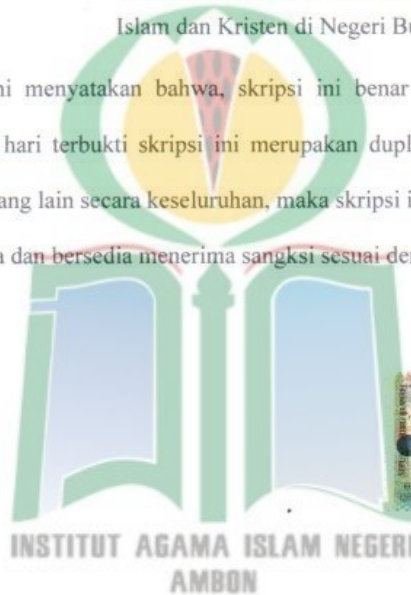 Islam dan Kristen di Negeri Bu
ni menyatakan bahwa, skripsi ini benar
hari terbukti skripsi ini merupakan dupl
ang lain secara keseluruhan, maka skripsi i
a dan bersedia menerima sangksi sesuai de
INSTITUT AGAMA ISLAM NEGERI
AMBON